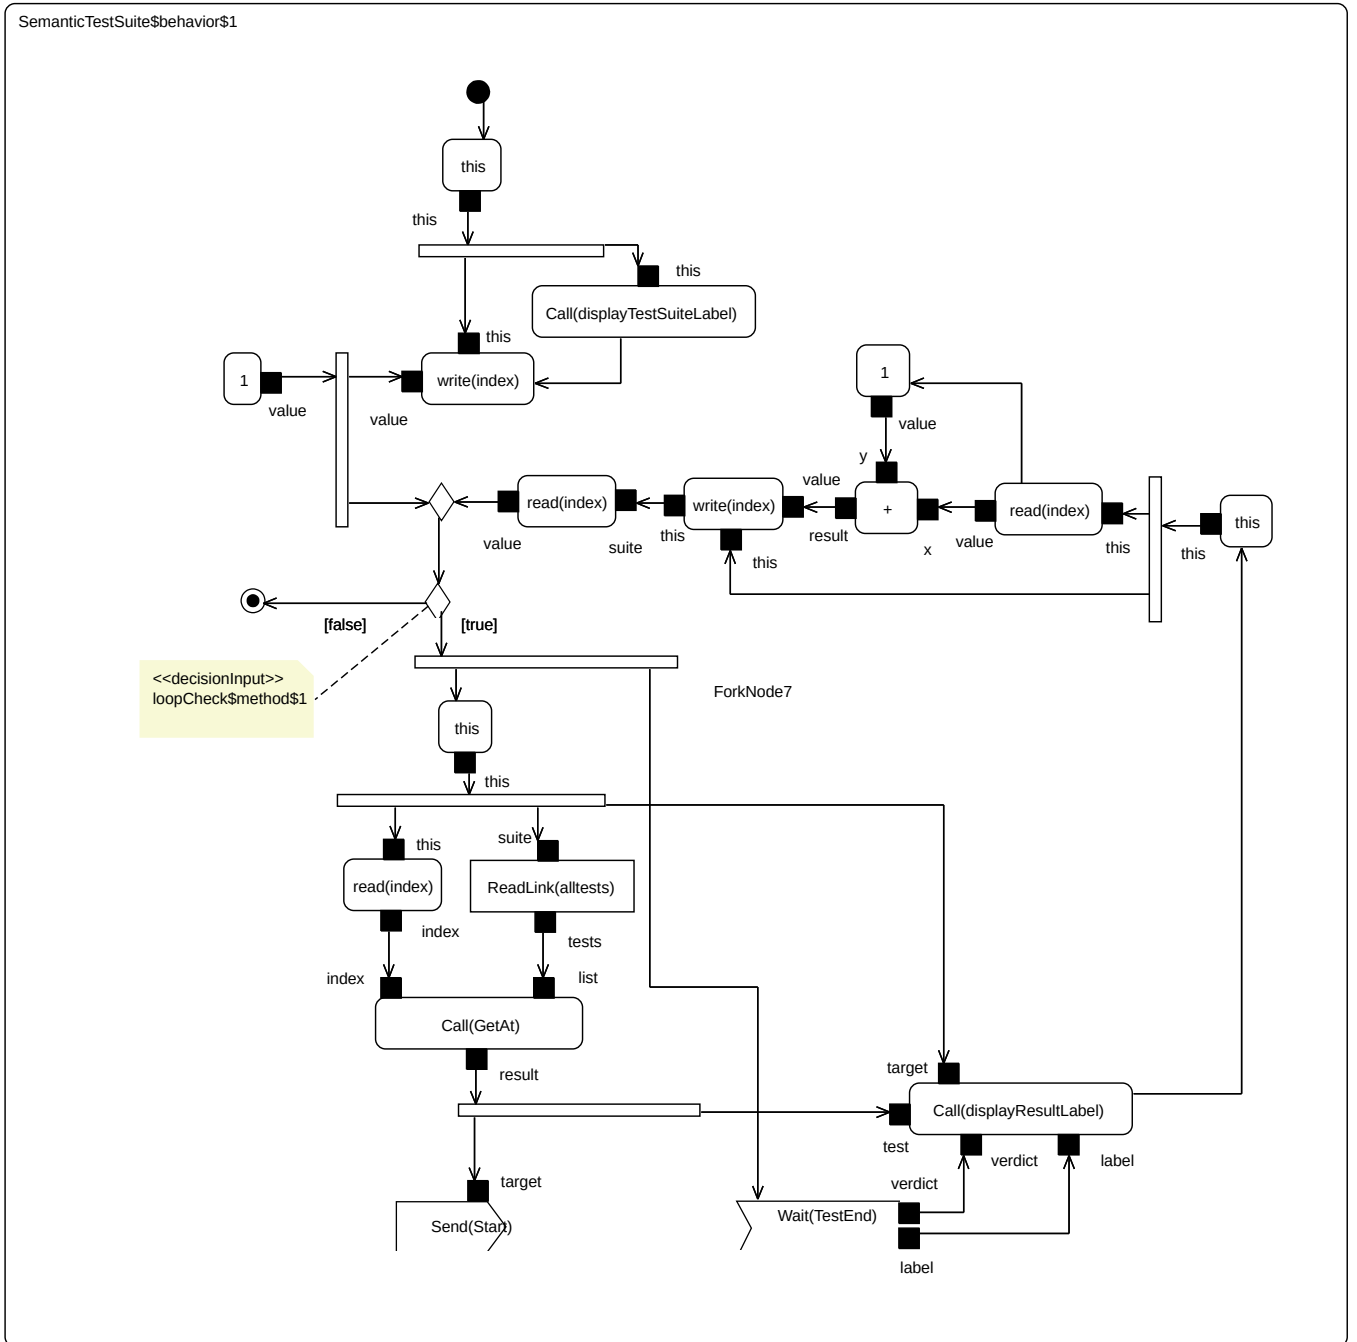 SemanticTestSuite$behavior$1
this
this
this
Call(displayTestSuiteLabel)
this
1
value
value
write(index)
1
value
y
value
read(index)
value
suite
this
write(index)
this
result
+
x
value
read(index)
this
this
this
[false]
[true]
<<decisionInput>>
loopCheck$method$1
ForkNode7
this
this
this
suite
read(index)
ReadLink(alltests)
index
tests
index
list
Call(GetAt)
result
target
Call(displayResultLabel)
test
verdict
label
target
Send(Start)
verdict
Wait(TestEnd)
label